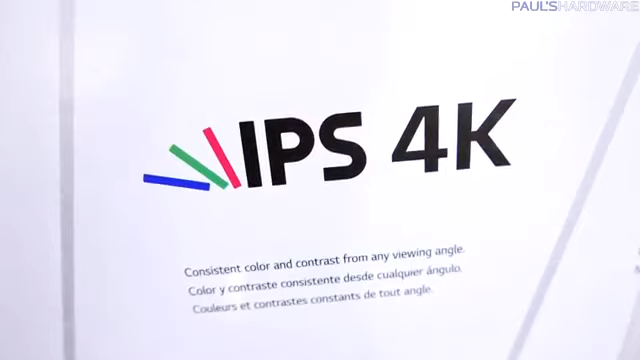 PAUL'SHARDWARE
IPS 4K
Consistent color and contrast from any viewing angle.
Color y contraste consistente desde cualquier ángulo.
Couleurs et contrastes constants de tout angle.